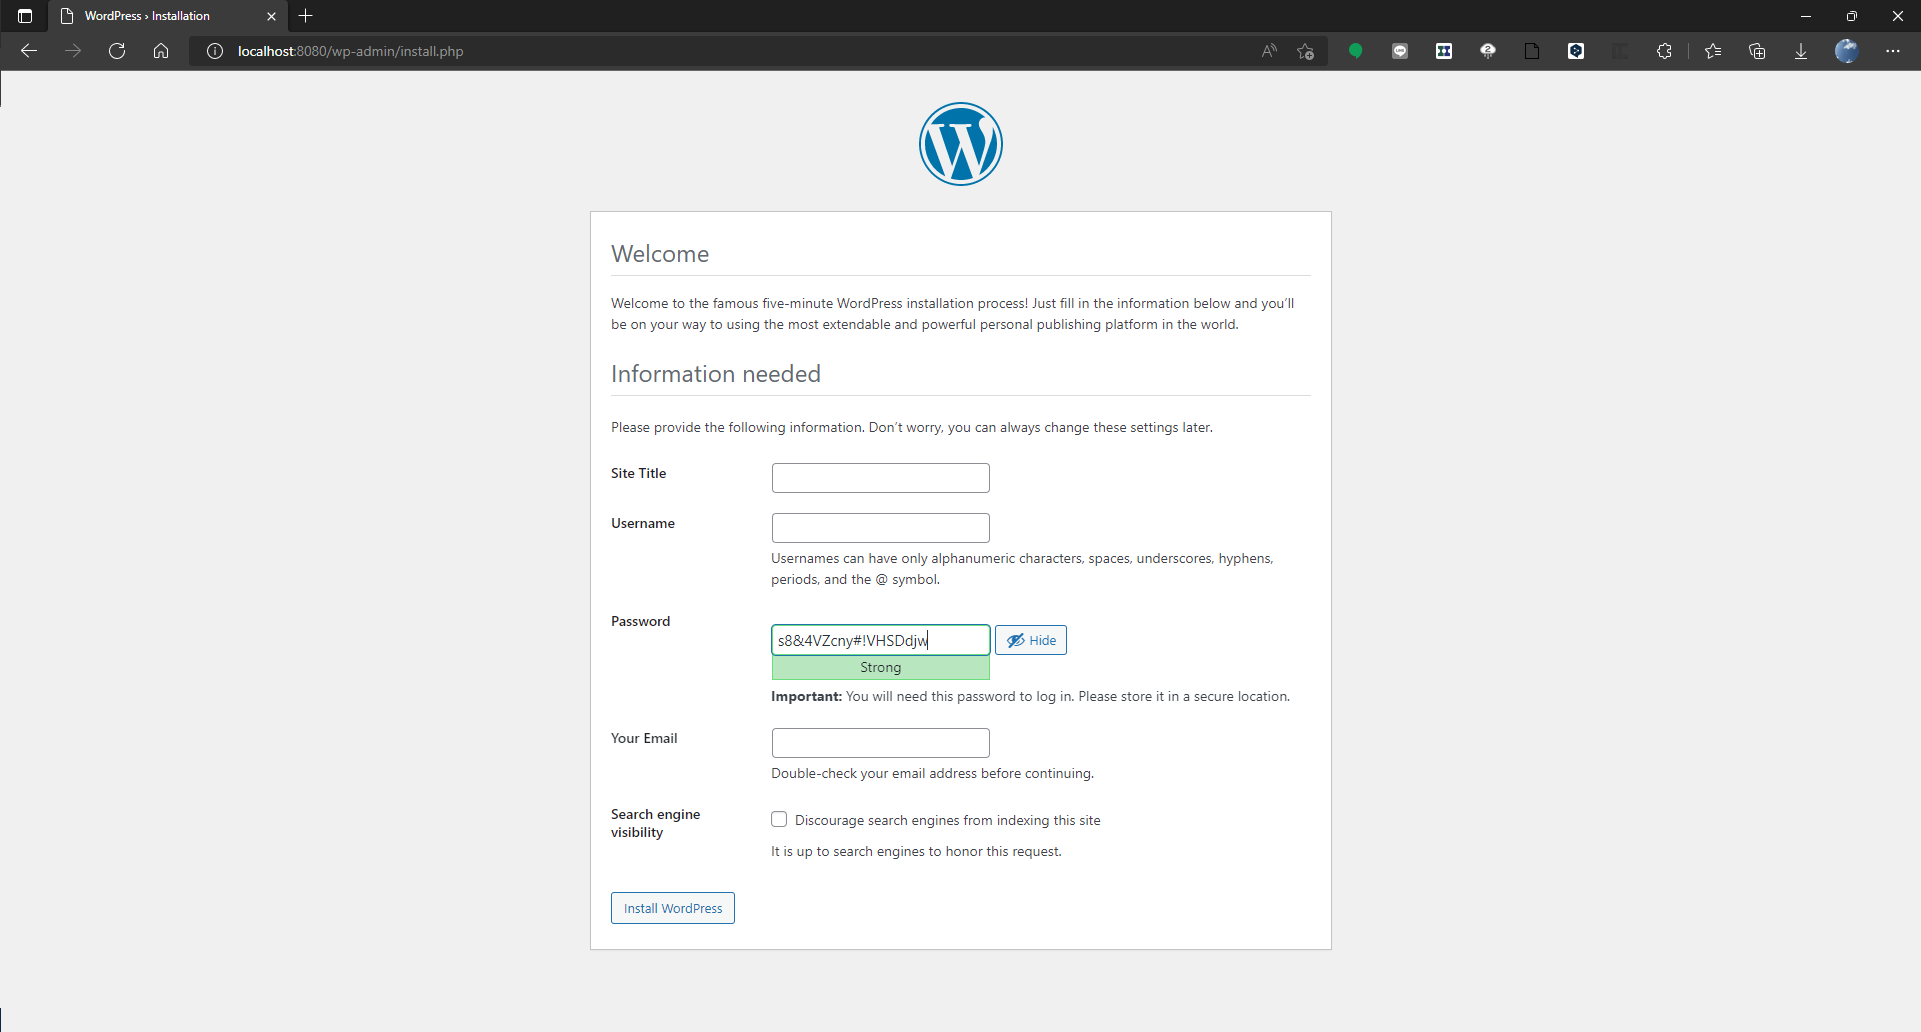 WordPress › Installation
localhost:8080/wp-admin/install.php
Welcome
Welcome to the famous five-minute WordPress installation process! Just fill in the information below and you’ll
be on your way to using the most extendable and powerful personal publishing platform in the world.
Information needed
Please provide the following information. Don’t worry, you can always change these settings later.
Site Title
Username
Usernames can have only alphanumeric characters, spaces, underscores, hyphens,
periods, and the @ symbol.
Password
s8&4VZcny#!VHSDdjw
Hide
Strong
Important: You will need this password to log in. Please store it in a secure location.
Your Email
Double-check your email address before continuing.
Search engine
visibility
Discourage search engines from indexing this site
It is up to search engines to honor this request.
Install WordPress